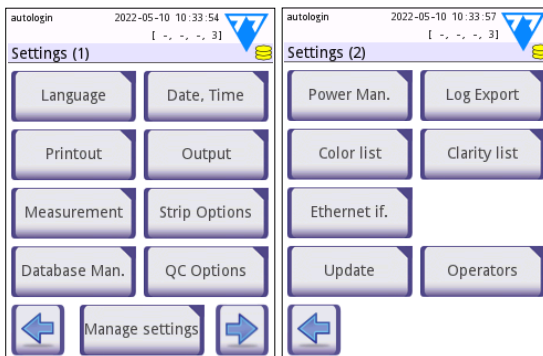 autologin 2022-05-10 10:33:54
[ -, -, -, 3]
Settings (1)
Language Date, Time
Printout Output
Measurement Strip Options
Database Man. QC Options
Manage settings
autologin 2022-05-10 10:33:57
[ -, -, -, 3]
Settings (2)
Power Man. Log Export
Color list Clarity list
Ethernet if.
Update Operators